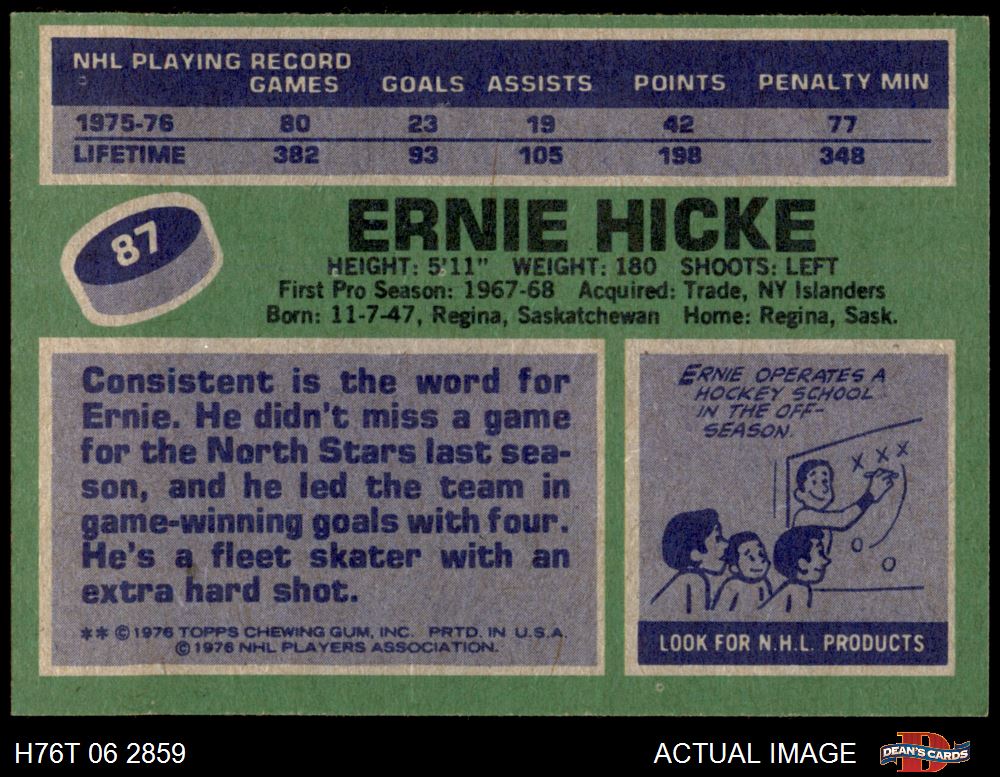 NHL PLAYING RECORD
GAMES GOALS ASSISTS POINTS PENALTY MIN
1975-76 80 23 19 42 77
LIFETIME 382 93 105 198 348
87
ERNIE HICKE
HEIGHT: 5'11" WEIGHT: 180 SHOOTS: LEFT
First Pro Season: 1967-68 Acquired: Trade, NY Islanders
Born: 11-7-47, Regina, Saskatchewan Home: Regina, Sask.
Consistent is the word for
Ernie. He didn't miss a game
for the North Stars last sea-
son, and he led the team in
game-winning goals with four.
He's a fleet skater with an
extra hard shot.
** © 1976 TOPPS CHEWING GUM, INC. PRTD. IN U.S.A.
© 1976 NHL PLAYERS ASSOCIATION.
ERNIE OPERATES A
HOCKEY SCHOOL
IN THE OFF-
SEASON.
X X X
O
O
LOOK FOR N.H.L. PRODUCTS
H76T 06 2859
ACTUAL IMAGE
D
DEAN'S CARDS